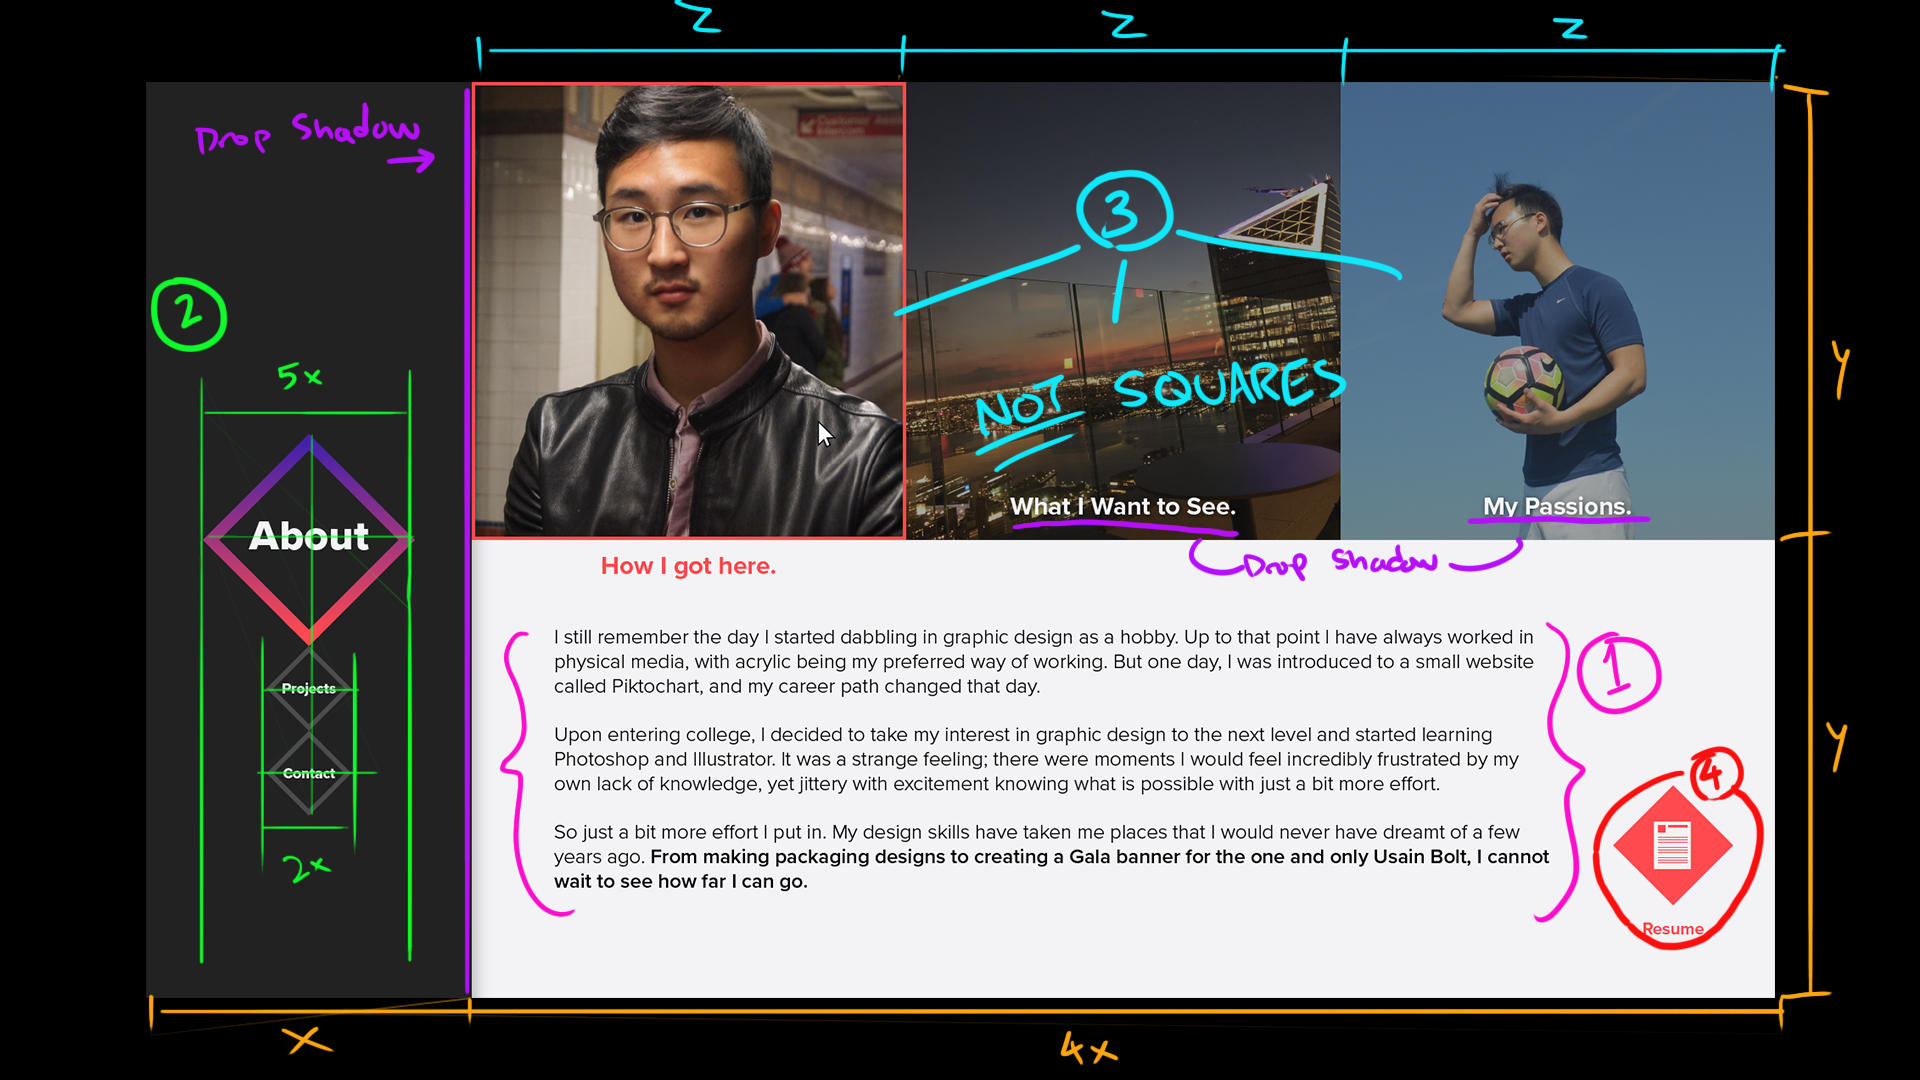 z z z
Drop Shadow
Customer Assis
Intercom
3
2
NOT SQUARES
5x
y
What I Want to See.
My Passions.
About
How I got here.
Drop Shadow
I still remember the day I started dabbling in graphic design as a hobby. Up to that point I have always worked in
physical media, with acrylic being my preferred way of working. But one day, I was introduced to a small website
called Piktochart, and my career path changed that day.
1
Projects
Upon entering college, I decided to take my interest in graphic design to the next level and started learning
Photoshop and Illustrator. It was a strange feeling; there were moments I would feel incredibly frustrated by my
own lack of knowledge, yet jittery with excitement knowing what is possible with just a bit more effort.
y
Contact
4
So just a bit more effort I put in. My design skills have taken me places that I would never have dreamt of a few
years ago. From making packaging designs to creating a Gala banner for the one and only Usain Bolt, I cannot
wait to see how far I can go.
2x
Resume
x
4x